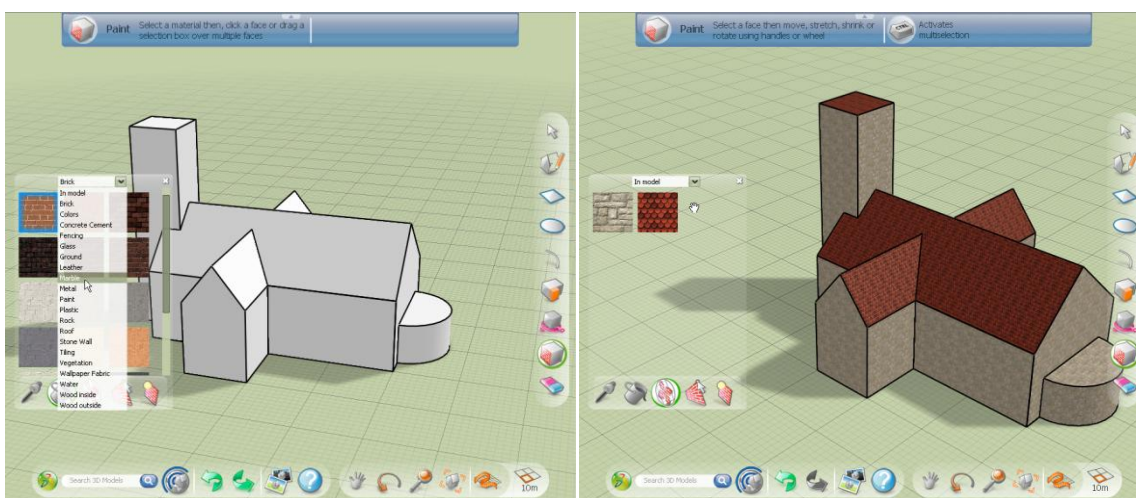 Paint
Select a material then, click a face or drag a
selection box over multiple faces
Brick
In model
Brick
Colors
Concrete Cement
Fencing
Glass
Ground
Leather
Marble
Metal
Paint
Plastic
Rock
Roof
Stone Wall
Tiling
Vegetation
Wallpaper Fabric
Water
Wood inside
Wood outside
Search 3D Models
10m
Paint
Select a face then move, stretch, shrink or
rotate using handles or wheel
CTRL
Activates
multiselection
In model
Search 3D Models
10m